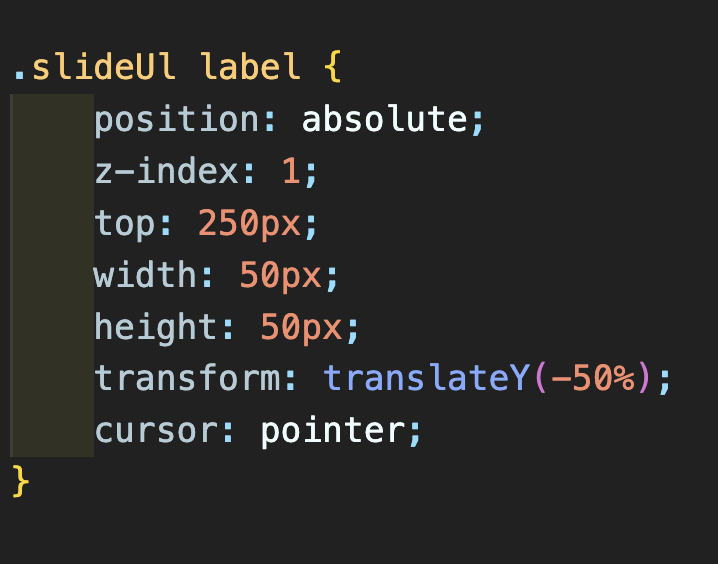 .slideUl label {
    position: absolute;
    z-index: 1;
    top: 250px;
    width: 50px;
    height: 50px;
    transform: translateY(-50%);
    cursor: pointer;
}